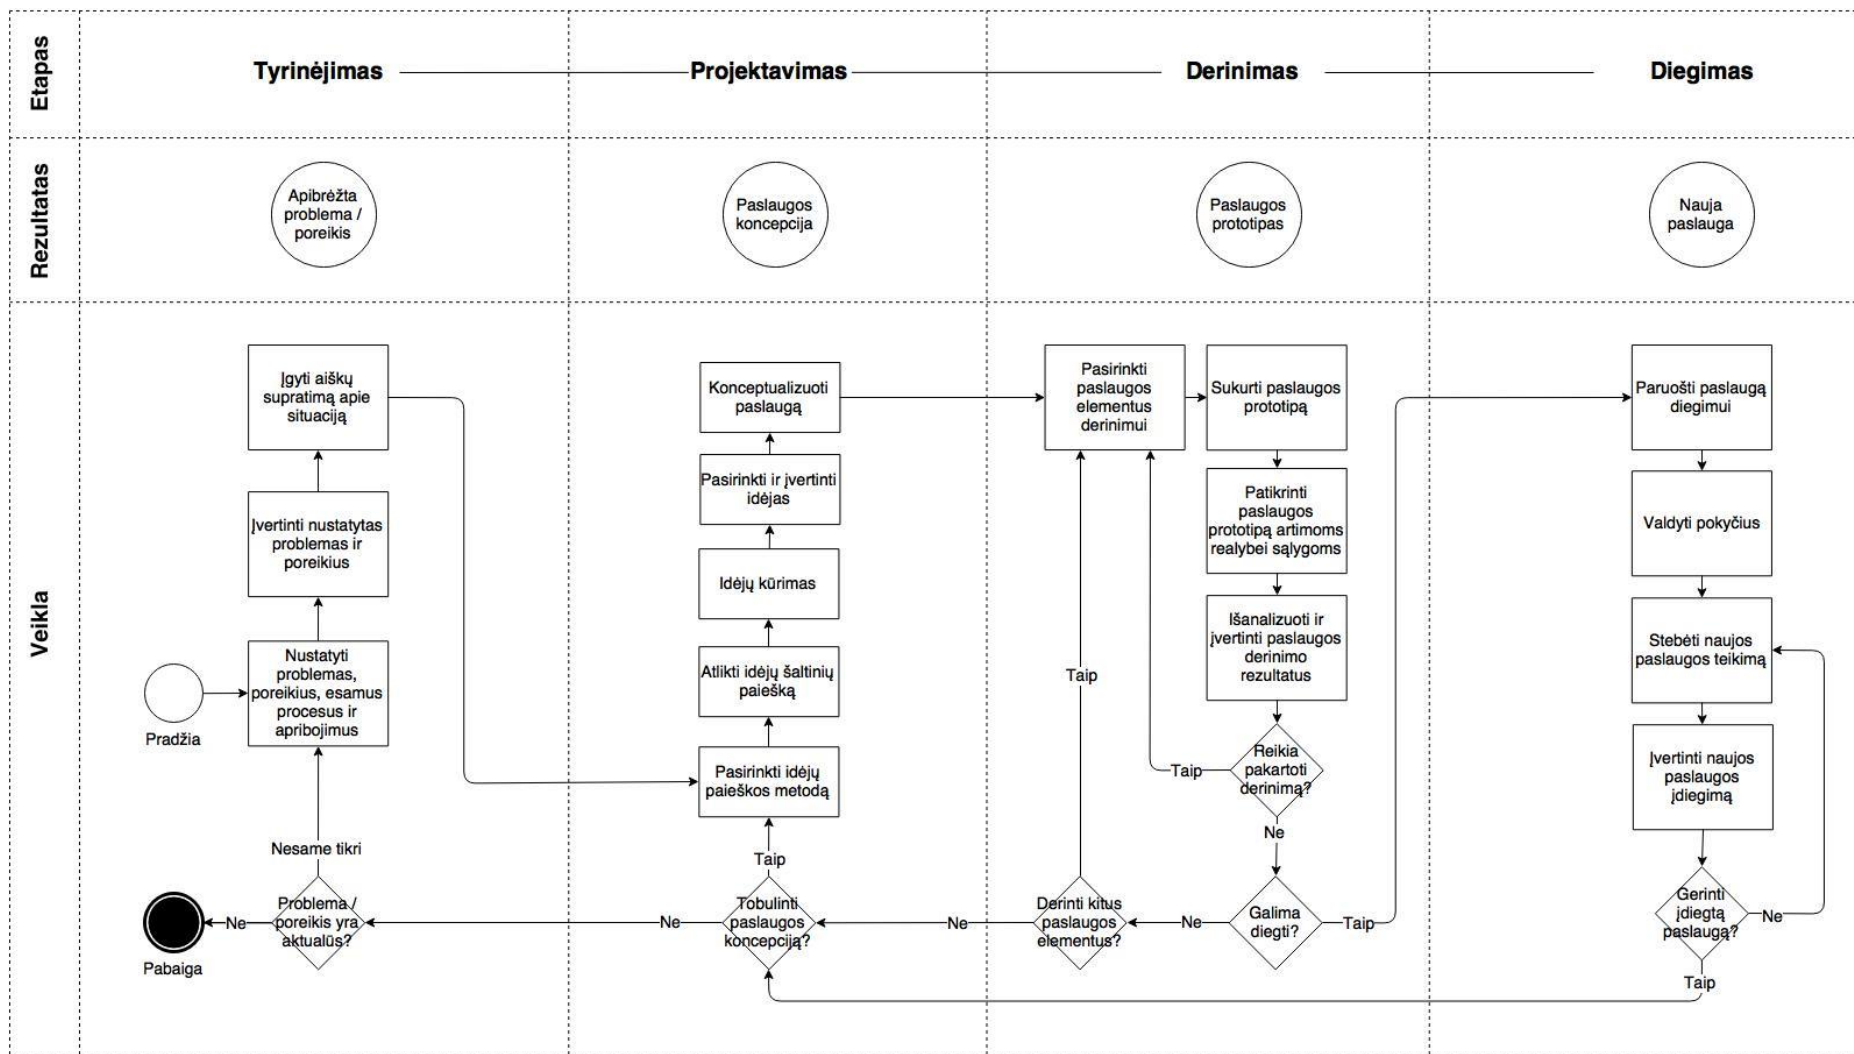 Etapas
Tyrinėjimas
Projektavimas
Derinimas
Diegimas
Rezultatas
Apibrėžta
problema /
poreikis
Paslaugos
koncepcija
Paslaugos
prototipas
Nauja
paslauga
Veikla
Įgyti aiškų
supratimą apie
situaciją
Įvertinti nustatytas
problemas ir
poreikius
Nustatyti
problemas,
poreikius, esamus
procesus ir
apribojimus
Pradžia
Nesame tikri
Problema /
poreikis yra
aktualūs?
Ne
Pabaiga
Konceptualizuoti
paslaugą
Pasirinkti ir įvertinti
idėjas
Idėjų kūrimas
Atlikti idėjų šaltinių
paiešką
Pasirinkti idėjų
paieškos metodą
Taip
Tobulinti
paslaugos
koncepciją?
Ne
Pasirinkti
paslaugos
elementus
derinimui
Taip
Derinti kitus
paslaugos
elementus?
Ne
Sukurti paslaugos
prototipą
Patikrinti
paslaugos
prototipą artimoms
realybei sąlygoms
Išanalizuoti ir
įvertinti paslaugos
derinimo
rezultatus
Reikia
pakartoti
derinimą?
Taip
Ne
Galima
diegti?
Ne
Taip
Paruošti paslaugą
diegimui
Valdyti pokyčius
Stebėti naujos
paslaugos teikimą
Įvertinti naujos
paslaugos
įdiegimą
Gerinti
įdiegtą
paslaugą?
Ne
Taip